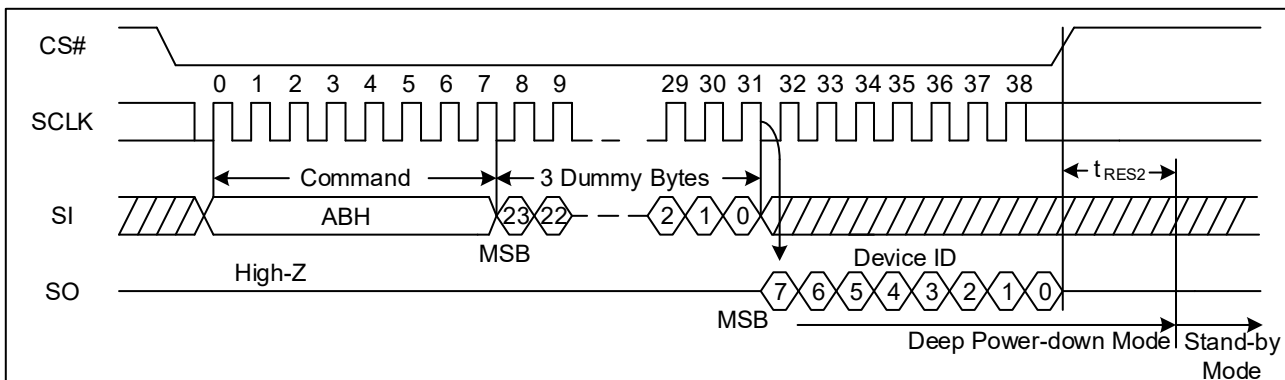 CS#
0 1 2 3 4 5 6 7 8 9 29 30 31 32 33 34 35 36 37 38
SCLK
Command 3 Dummy Bytes tRES2
SI ABH 23 22 2 1 0
MSB
High-Z Device ID
SO 7 6 5 4 3 2 1 0
MSB
Deep Power-down Mode Stand-by
Mode